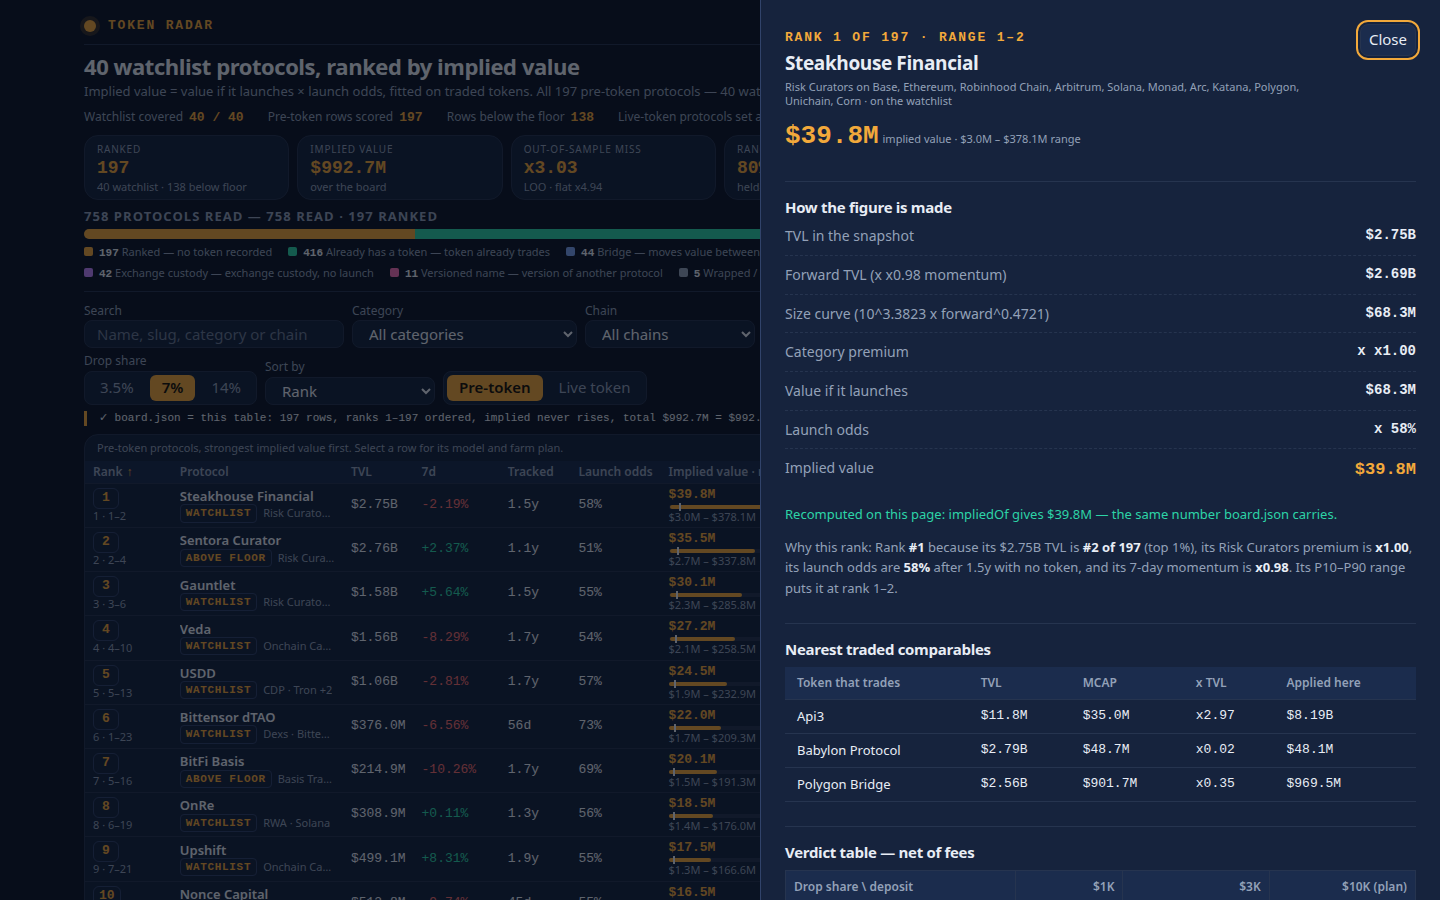 TOKEN RADAR
40 watchlist protocols, ranked by implied value
Implied value = value if it launches × launch odds, fitted on traded tokens. All 197 pre-token protocols — 40 wat
Watchlist covered 40 / 40 Pre-token rows scored 197 Rows below the floor 138 Live-token protocols set a
RANKED
197
40 watchlist · 138 below floor
IMPLIED VALUE
$992.7M
over the board
OUT-OF-SAMPLE MISS
x3.03
LOO · flat x4.94
RAN
80%
held
758 PROTOCOLS READ — 758 READ · 197 RANKED
197 Ranked — no token recorded 416 Already has a token — token already trades 44 Bridge — moves value between
42 Exchange custody — exchange custody, no launch 11 Versioned name — version of another protocol 5 Wrapped /
Search Category Chain
Name, slug, category or chain All categories All chains
Drop share Sort by
3.5% 7% 14% Rank Pre-token Live token
✓ board.json = this table: 197 rows, ranks 1–197 ordered, implied never rises, total $992.7M = $992.
Pre-token protocols, strongest implied value first. Select a row for its model and farm plan.
Rank ↑ Protocol TVL 7d Tracked Launch odds Implied value ·
1 Steakhouse Financial $2.75B -2.19% 1.5y 58% $39.8M
1 · 1–2 WATCHLIST Risk Curato... $3.0M – $378.1M
2 Sentora Curator $2.76B +2.37% 1.1y 51% $35.5M
2 · 2–4 ABOVE FLOOR Risk Cura... $2.7M – $337.8M
3 Gauntlet $1.58B +5.64% 1.5y 55% $30.1M
3 · 3–6 WATCHLIST Risk Curato... $2.3M – $285.8M
4 Veda $1.56B -8.29% 1.7y 54% $27.2M
4 · 4–10 WATCHLIST Onchain Ca... $2.1M – $258.5M
5 USDD $1.06B -2.81% 1.7y 57% $24.5M
5 · 5–13 WATCHLIST CDP · Tron +2 $1.9M – $232.9M
6 Bittensor dTAO $376.0M -6.56% 56d 73% $22.0M
6 · 1–23 WATCHLIST Dexs · Bitte... $1.7M – $209.3M
7 BitFi Basis $214.9M -10.26% 1.7y 69% $20.1M
7 · 5–16 ABOVE FLOOR Basis Tra... $1.5M – $191.3M
8 OnRe $308.9M +0.11% 1.3y 56% $18.5M
8 · 6–19 WATCHLIST RWA · Solana $1.4M – $176.0M
9 Upshift $499.1M +8.31% 1.9y 55% $17.5M
9 · 7–21 WATCHLIST Onchain Ca... $1.3M – $166.6M
10 Nonce Capital $16.5M
RANK 1 OF 197 · RANGE 1–2
Close
Steakhouse Financial
Risk Curators on Base, Ethereum, Robinhood Chain, Arbitrum, Solana, Monad, Arc, Katana, Polygon,
Unichain, Corn · on the watchlist
$39.8M implied value · $3.0M – $378.1M range
How the figure is made
TVL in the snapshot $2.75B
Forward TVL (x x0.98 momentum) $2.69B
Size curve (10^3.3823 x forward^0.4721) $68.3M
Category premium x x1.00
Value if it launches $68.3M
Launch odds x 58%
Implied value $39.8M
Recomputed on this page: impliedOf gives $39.8M — the same number board.json carries.
Why this rank: Rank #1 because its $2.75B TVL is #2 of 197 (top 1%), its Risk Curators premium is x1.00,
its launch odds are 58% after 1.5y with no token, and its 7-day momentum is x0.98. Its P10–P90 range
puts it at rank 1–2.
Nearest traded comparables
Token that trades TVL MCAP x TVL Applied here
Api3 $11.8M $35.0M x2.97 $8.19B
Babylon Protocol $2.79B $48.7M x0.02 $48.1M
Polygon Bridge $2.56B $901.7M x0.35 $969.5M
Verdict table — net of fees
Drop share \ deposit $1K $3K $10K (plan)